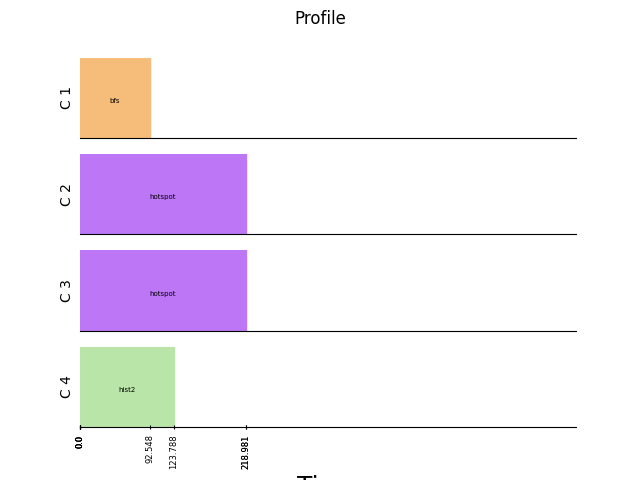 Profile
C 1
bfs
C 2
hotspot
C 3
hotspot
C 4
hist2
0.0
92.548
123.788
218.981